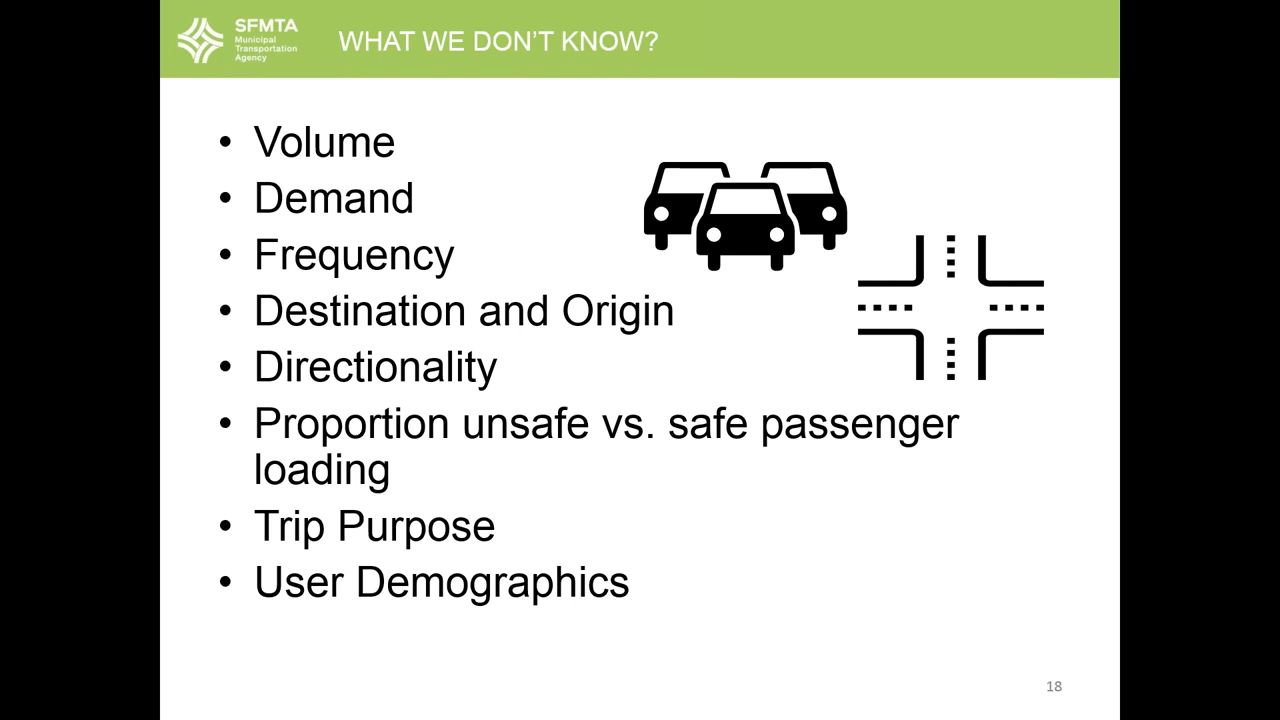 SFMTA
Municipal
Transportation
Agency
WHAT WE DON'T KNOW?
• Volume
• Demand
• Frequency
• Destination and Origin
• Directionality
• Proportion unsafe vs. safe passenger
loading
• Trip Purpose
• User Demographics
18